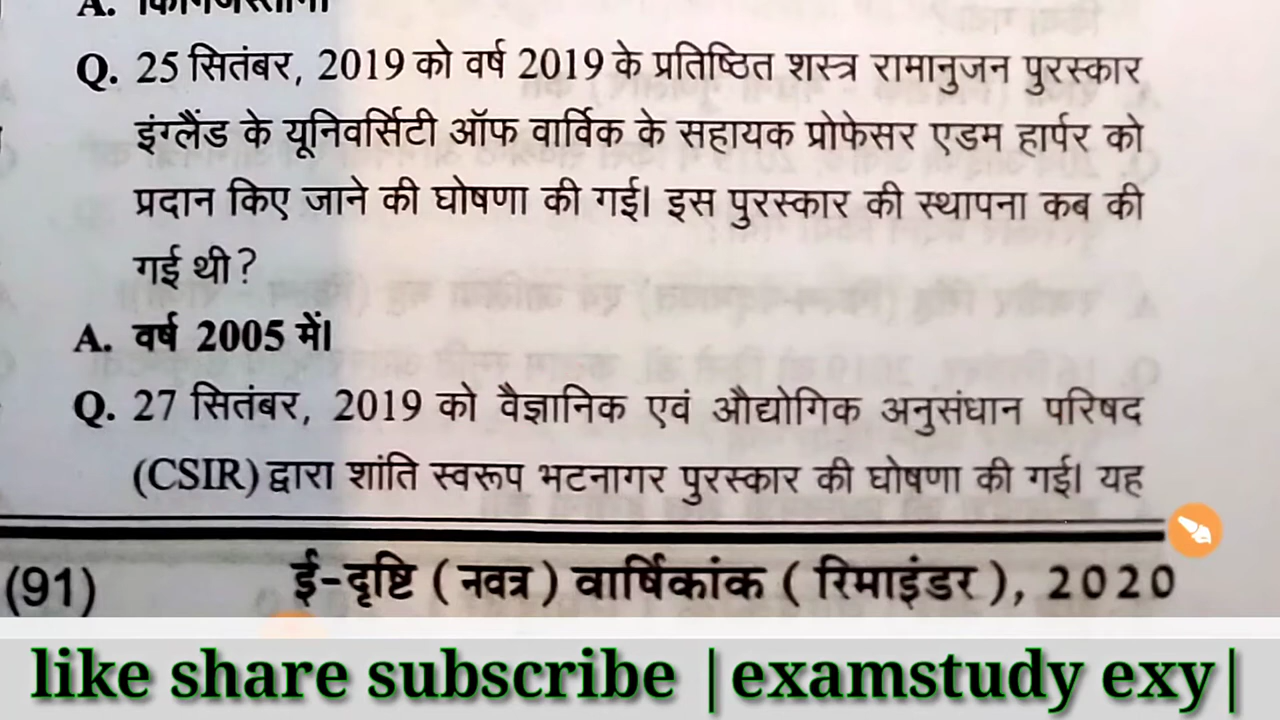 A.
Q. 25 सितंबर, 2019 को वर्ष 2019 के प्रतिष्ठित शस्त्र रामानुजन पुरस्कार
इंग्लैंड के यूनिवर्सिटी ऑफ वार्विक के सहायक प्रोफेसर एडम हार्पर को
प्रदान किए जाने की घोषणा की गई। इस पुरस्कार की स्थापना कब की
गई थी?
A. वर्ष 2005 में।
Q. 27 सितंबर, 2019 को वैज्ञानिक एवं औद्योगिक अनुसंधान परिषद
(CSIR) द्वारा शांति स्वरूप भटनागर पुरस्कार की घोषणा की गई। यह
(91) ई-दृष्टि ( नवत्र ) वार्षिकांक ( रिमाइंडर ), 2020
like share subscribe |examstudy exy|